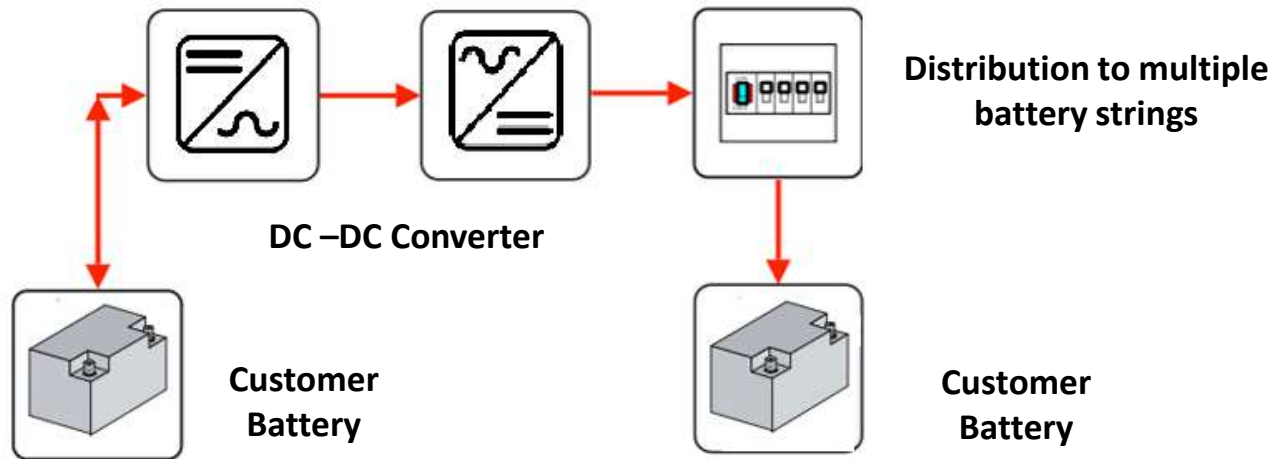 Distribution to multiple
battery strings
DC –DC Converter
Customer
Battery
Customer
Battery